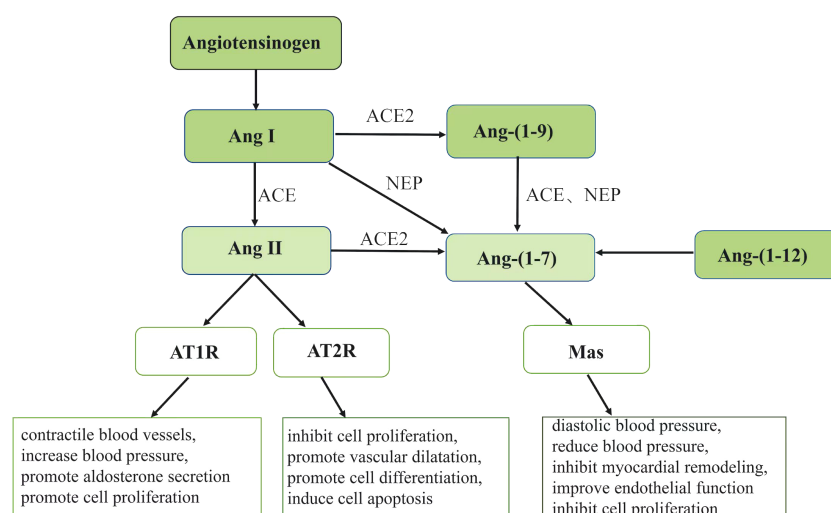 Angiotensinogen
ACE2
Ang I
Ang-(1-9)
NEP
ACE
ACE、NEP
Ang II
ACE2
Ang-(1-7)
Ang-(1-12)
AT1R
AT2R
Mas
contractile blood vessels,
increase blood pressure,
promote aldosterone secretion
promote cell proliferation
inhibit cell proliferation,
promote vascular dilatation,
promote cell differentiation,
induce cell apoptosis
diastolic blood pressure,
reduce blood pressure,
inhibit myocardial remodeling,
improve endothelial function
inhibit cell proliferation